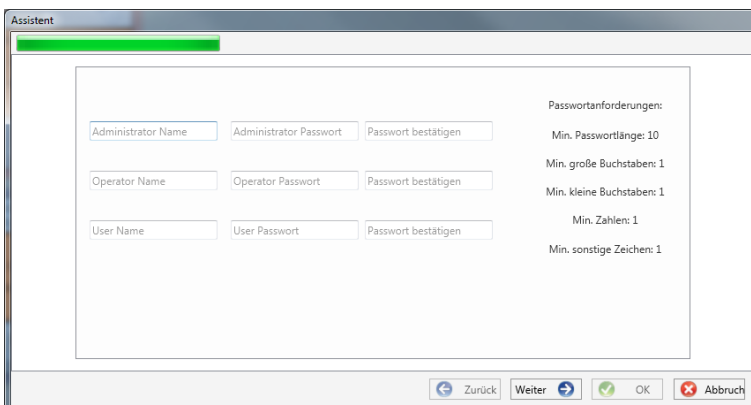 Assistent
Passwortanforderungen:
Administrator Name Administrator Passwort Passwort bestätigen Min. Passwortlänge: 10
Min. große Buchstaben: 1
Operator Name Operator Passwort Passwort bestätigen
Min. kleine Buchstaben: 1
Min. Zahlen: 1
User Name User Passwort Passwort bestätigen
Min. sonstige Zeichen: 1
Zurück Weiter OK Abbruch